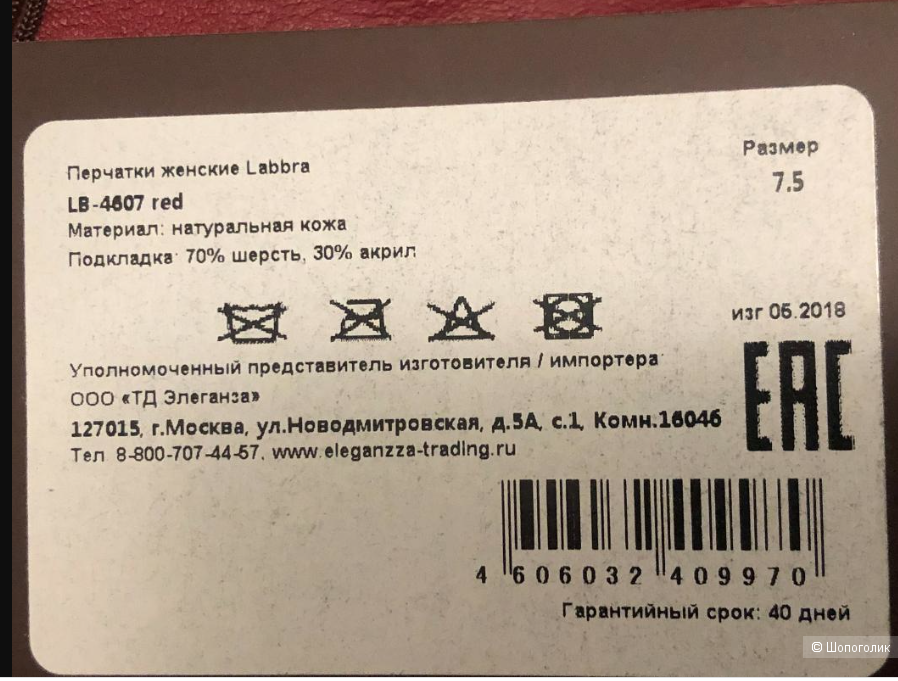 Перчатки женские Labbra
Размер
LB-4607 red
7.5
Материал: натуральная кожа
Подкладка: 70% шерсть, 30% акрил
изг 05.2018
Уполномоченный представитель изготовителя / импортера
ООО «ТД Элеганза»
127015, г.Москва, ул.Новодмитровская, д.5А, с.1, Комн.16046
Тел. 8-800-707-44-57, www.eleganzza-trading.ru
EAC
4 606032 409970
Гарантийный срок: 40 дней
© Шопоголик